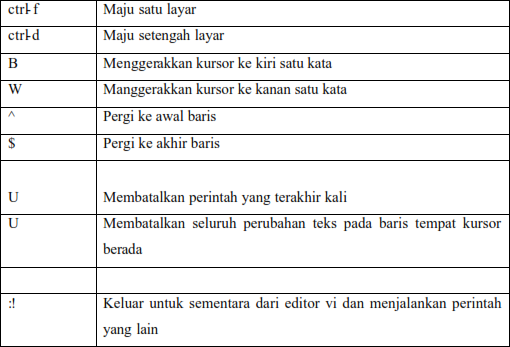 ctrl-f Maju satu layar
ctrl-d Maju setengah layar
B Menggerakkan kursor ke kiri satu kata
W Manggerakkan kursor ke kanan satu kata
^ Pergi ke awal baris
$ Pergi ke akhir baris
U Membatalkan perintah yang terakhir kali
U Membatalkan seluruh perubahan teks pada baris tempat kursor
berada
:! Keluar untuk sementara dari editor vi dan menjalankan perintah
yang lain